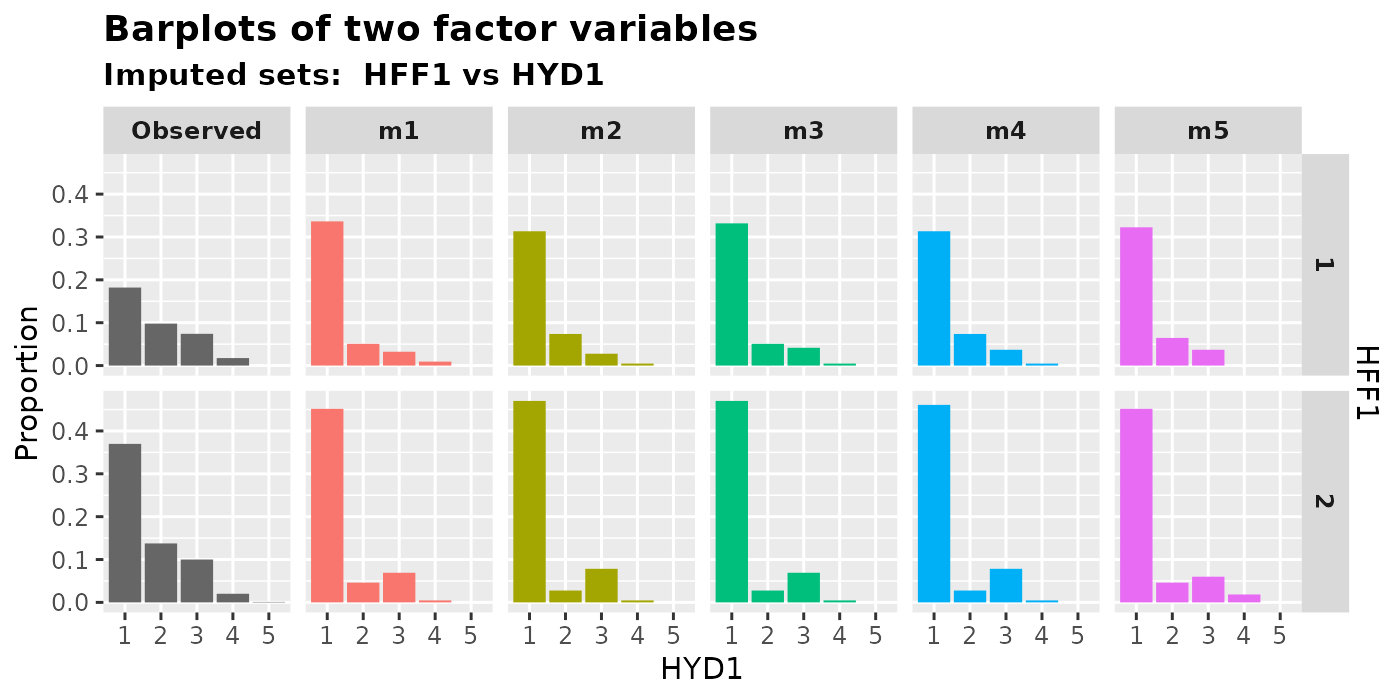 Barplots of two factor variables
Imputed sets:  HFF1 vs HYD1
Observed m1 m2 m3 m4 m5
0.4
0.3
0.2
0.1
0.0
1
0.4
0.3
0.2
0.1
0.0
2
Proportion
HFF1
1 2 3 4 5 1 2 3 4 5 1 2 3 4 5 1 2 3 4 5 1 2 3 4 5 1 2 3 4 5
HYD1